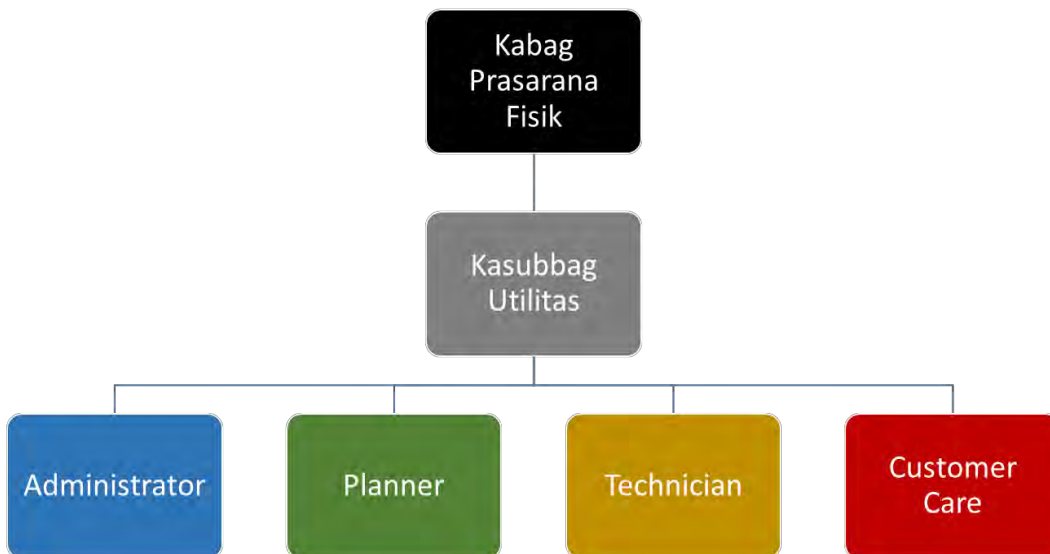 Kabag
Prasarana
Fisik
Kasubbag
Utilitas
Administrator
Planner
Technician
Customer
Care